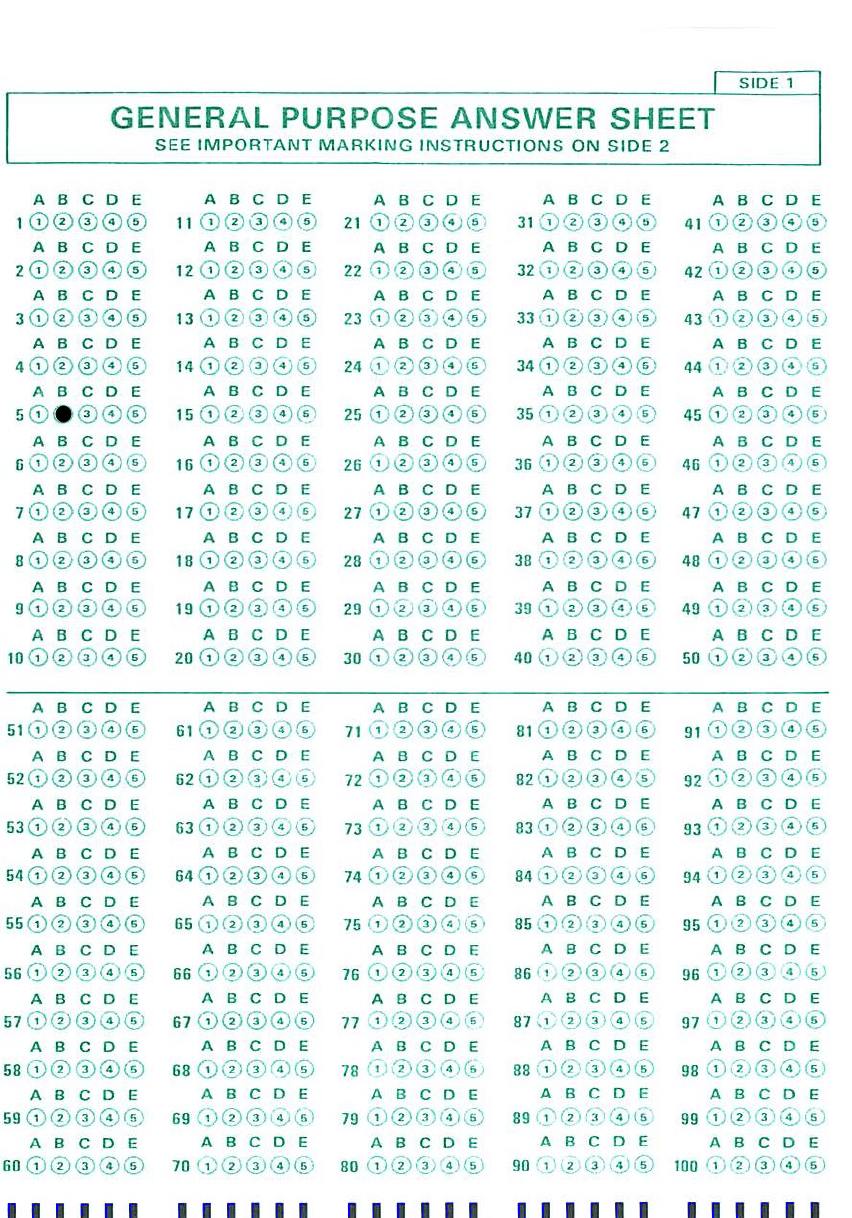 SIDE 1
GENERAL PURPOSE ANSWER SHEET
SEE IMPORTANT MARKING INSTRUCTIONS ON SIDE 2
A B C D E A B C D E A B C D E A B C D E A B C D E
1 1 2 3 4 5 11 1 2 3 4 5 21 1 2 3 4 5 31 1 2 3 4 5 41 1 2 3 4 5
A B C D E A B C D E A B C D E A B C D E A B C D E
2 1 2 3 4 5 12 1 2 3 4 5 22 1 2 3 4 5 32 1 2 3 4 5 42 1 2 3 4 5
A B C D E A B C D E A B C D E A B C D E A B C D E
3 1 2 3 4 5 13 1 2 3 4 5 23 1 2 3 4 5 33 1 2 3 4 5 43 1 2 3 4 5
A B C D E A B C D E A B C D E A B C D E A B C D E
4 1 2 3 4 5 14 1 2 3 4 5 24 1 2 3 4 5 34 1 2 3 4 5 44 1 2 3 4 5
A B C D E A B C D E A B C D E A B C D E A B C D E
5 1 3 4 5 15 1 2 3 4 5 25 1 2 3 4 5 35 1 2 3 4 5 45 1 2 3 4 5
A B C D E A B C D E A B C D E A B C D E A B C D E
6 1 2 3 4 5 16 1 2 3 4 5 26 1 2 3 4 5 36 1 2 3 4 5 46 1 2 3 4 5
A B C D E A B C D E A B C D E A B C D E A B C D E
7 1 2 3 4 5 17 1 2 3 4 5 27 1 2 3 4 5 37 1 2 3 4 5 47 1 2 3 4 5
A B C D E A B C D E A B C D E A B C D E A B C D E
8 1 2 3 4 5 18 1 2 3 4 5 28 1 2 3 4 5 38 1 2 3 4 5 48 1 2 3 4 5
A B C D E A B C D E A B C D E A B C D E A B C D E
9 1 2 3 4 5 19 1 2 3 4 5 29 1 2 3 4 5 39 1 2 3 4 5 49 1 2 3 4 5
A B C D E A B C D E A B C D E A B C D E A B C D E
10 1 2 3 4 5 20 1 2 3 4 5 30 1 2 3 4 5 40 1 2 3 4 5 50 1 2 3 4 5
A B C D E A B C D E A B C D E A B C D E A B C D E
51 1 2 3 4 5 61 1 2 3 4 5 71 1 2 3 4 5 81 1 2 3 4 5 91 1 2 3 4 5
A B C D E A B C D E A B C D E A B C D E A B C D E
52 1 2 3 4 5 62 1 2 3 4 5 72 1 2 3 4 5 82 1 2 3 4 5 92 1 2 3 4 5
A B C D E A B C D E A B C D E A B C D E A B C D E
53 1 2 3 4 5 63 1 2 3 4 5 73 1 2 3 4 5 83 1 2 3 4 5 93 1 2 3 4 5
A B C D E A B C D E A B C D E A B C D E A B C D E
54 1 2 3 4 5 64 1 2 3 4 5 74 1 2 3 4 5 84 1 2 3 4 5 94 1 2 3 4 5
A B C D E A B C D E A B C D E A B C D E A B C D E
55 1 2 3 4 5 65 1 2 3 4 5 75 1 2 3 4 5 85 1 2 3 4 5 95 1 2 3 4 5
A B C D E A B C D E A B C D E A B C D E A B C D E
56 1 2 3 4 5 66 1 2 3 4 5 76 1 2 3 4 5 86 1 2 3 4 5 96 1 2 3 4 5
A B C D E A B C D E A B C D E A B C D E A B C D E
57 1 2 3 4 5 67 1 2 3 4 5 77 1 2 3 4 5 87 1 2 3 4 5 97 1 2 3 4 5
A B C D E A B C D E A B C D E A B C D E A B C D E
58 1 2 3 4 5 68 1 2 3 4 5 78 1 2 3 4 5 88 1 2 3 4 5 98 1 2 3 4 5
A B C D E A B C D E A B C D E A B C D E A B C D E
59 1 2 3 4 5 69 1 2 3 4 5 79 1 2 3 4 5 89 1 2 3 4 5 99 1 2 3 4 5
A B C D E A B C D E A B C D E A B C D E A B C D E
60 1 2 3 4 5 70 1 2 3 4 5 80 1 2 3 4 5 90 1 2 3 4 5 100 1 2 3 4 5